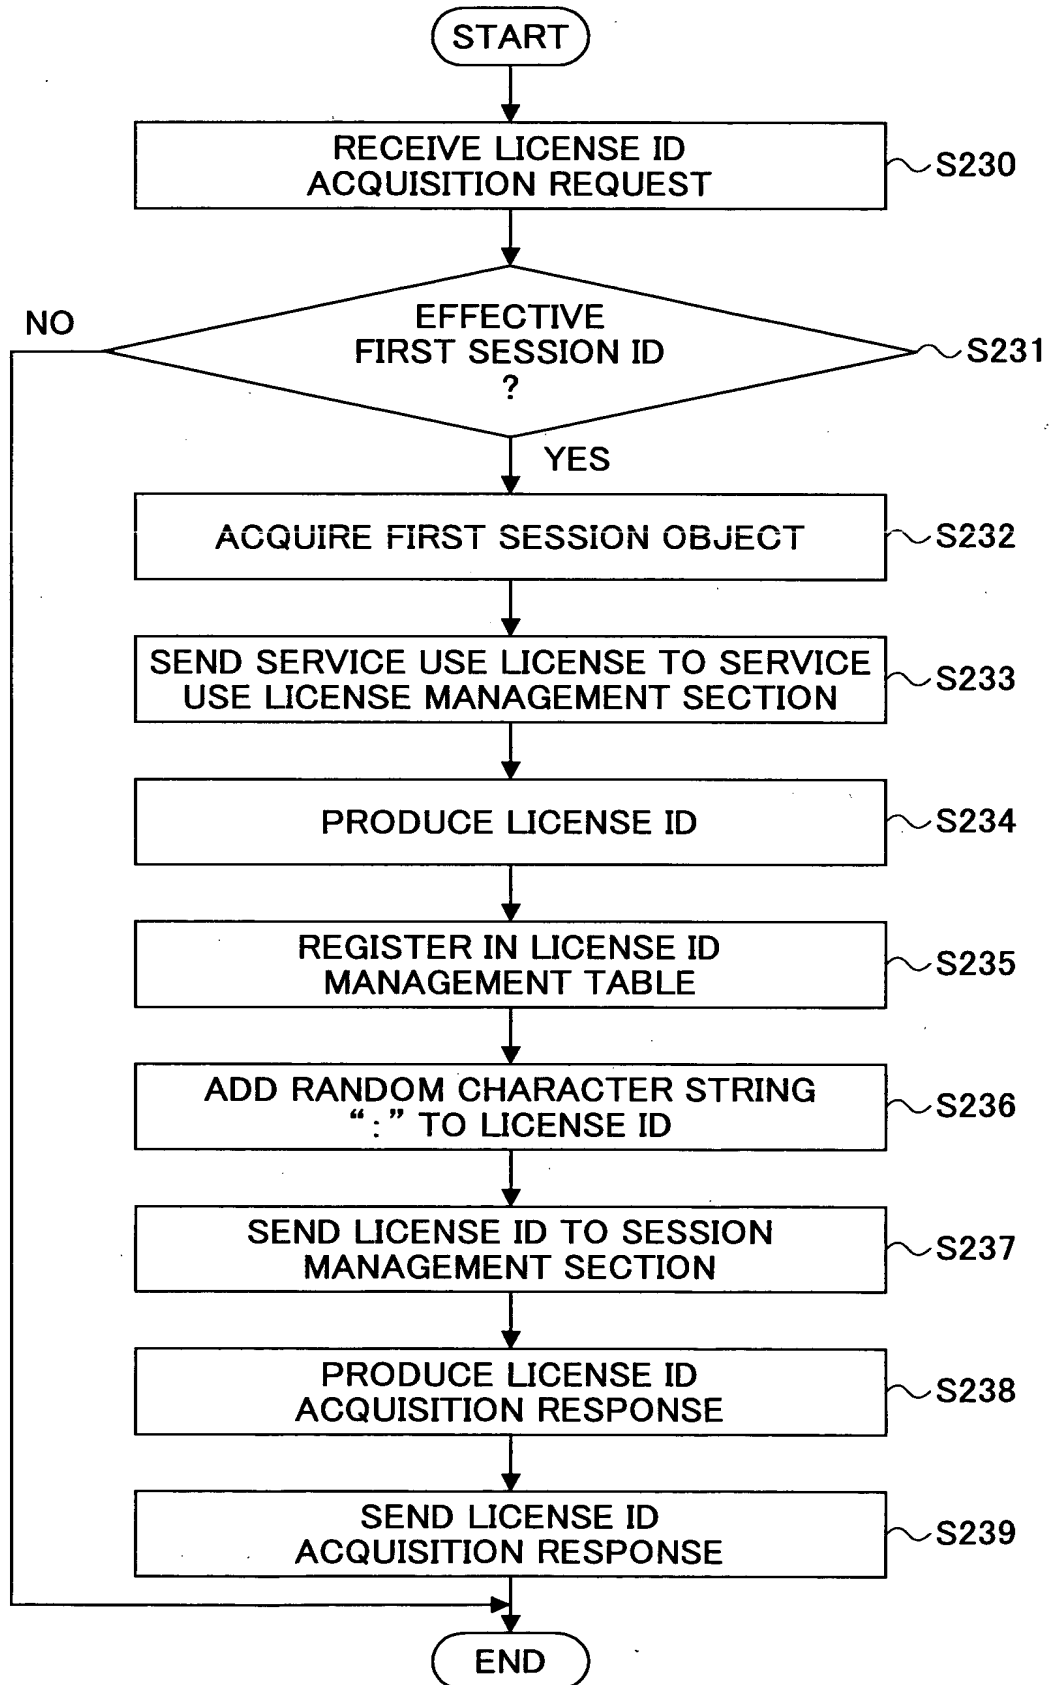 START
RECEIVE LICENSE ID
ACQUISITION REQUEST
S230
EFFECTIVE
FIRST SESSION ID
?
NO
S231
YES
ACQUIRE FIRST SESSION OBJECT
S232
SEND SERVICE USE LICENSE TO SERVICE
USE LICENSE MANAGEMENT SECTION
S233
PRODUCE LICENSE ID
S234
REGISTER IN LICENSE ID
MANAGEMENT TABLE
S235
ADD RANDOM CHARACTER STRING
“:” TO LICENSE ID
S236
SEND LICENSE ID TO SESSION
MANAGEMENT SECTION
S237
PRODUCE LICENSE ID
ACQUISITION RESPONSE
S238
SEND LICENSE ID
ACQUISITION RESPONSE
S239
END